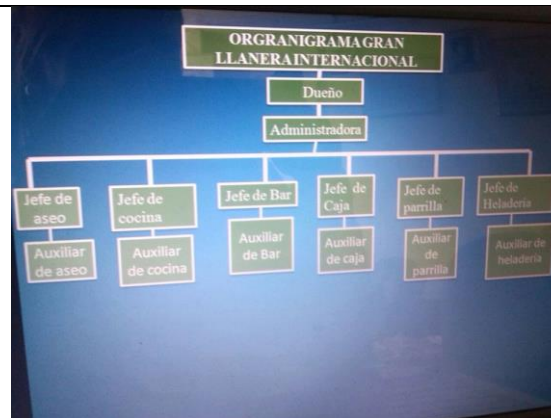 ORGRANIGRAMA GRAN
LLANERA INTERNACIONAL
Dueño
Administradora
Jefe de
aseo
Jefe de
cocina
Jefe de Bar
Jefe de
Caja
Jefe de
parrilla
Jefe de
Heladería
Auxiliar
de aseo
Auxiliar
de cocina
Auxiliar
de Bar
Auxiliar
de caja
Auxiliar
de
parrilla
Auxiliar de
heladería